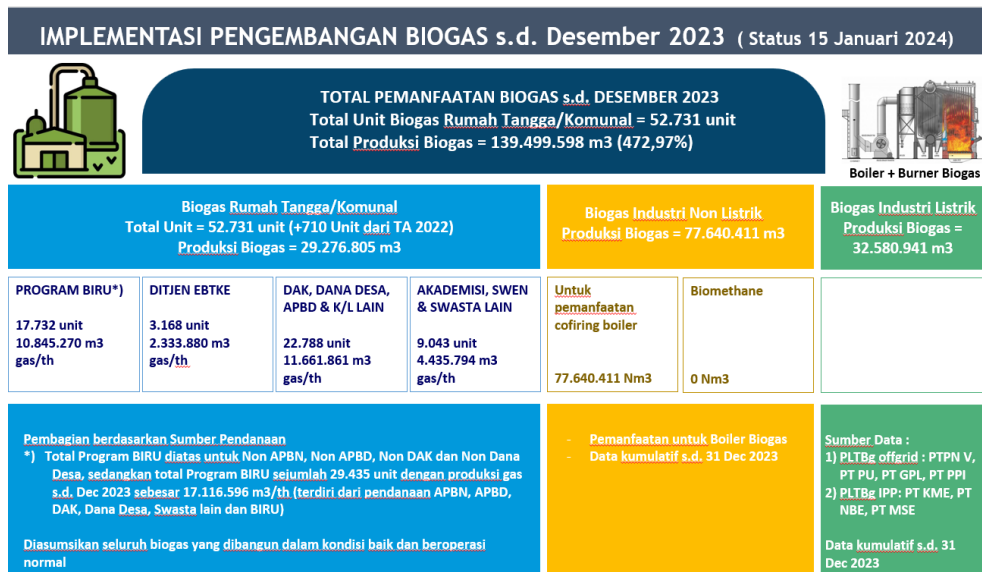 IMPLEMENTASI PENGEMBANGAN BIOGAS s.d. Desember 2023 ( Status 15 Januari 2024)
TOTAL PEMANFAATAN BIOGAS s.d. DESEMBER 2023
Total Unit Biogas Rumah Tangga/Komunal = 52.731 unit
Total Produksi Biogas = 139.499.598 m3 (472,97%)
Boiler + Burner Biogas
Biogas Rumah Tangga/Komunal
Total Unit = 52.731 unit (+710 Unit dari TA 2022)
Produksi Biogas = 29.276.805 m3
Biogas Industri Non Listrik
Produksi Biogas = 77.640.411 m3
Biogas Industri Listrik
Produksi Biogas =
32.580.941 m3
PROGRAM BIRU*)
17.732 unit
10.845.270 m3
gas/th
DITJEN EBTKE
3.168 unit
2.333.880 m3
gas/th
DAK, DANA DESA,
APBD & K/L LAIN
22.788 unit
11.661.861 m3
gas/th
AKADEMISI, SWEN
& SWASTA LAIN
9.043 unit
4.435.794 m3
gas/th
Untuk
pemanfaatan
cofiring boiler
77.640.411 Nm3
Biomethane
0 Nm3
Pembagian berdasarkan Sumber Pendanaan
*) Total Program BIRU diatas untuk Non APBN, Non APBD, Non DAK dan Non Dana
Desa, sedangkan total Program BIRU sejumlah 29.435 unit dengan produksi gas
s.d. Dec 2023 sebesar 17.116.596 m3/th (terdiri dari pendanaan APBN, APBD,
DAK, Dana Desa, Swasta lain dan BIRU)
Diasumsikan seluruh biogas yang dibangun dalam kondisi baik dan beroperasi
normal
- Pemanfaatan untuk Boiler Biogas
- Data kumulatif s.d. 31 Dec 2023
Sumber Data :
1) PLTBg offgrid : PTPN V,
PT PU, PT GPL, PT PPI
2) PLTBg IPP: PT KME, PT
NBE, PT MSE
Data kumulatif s.d. 31
Dec 2023